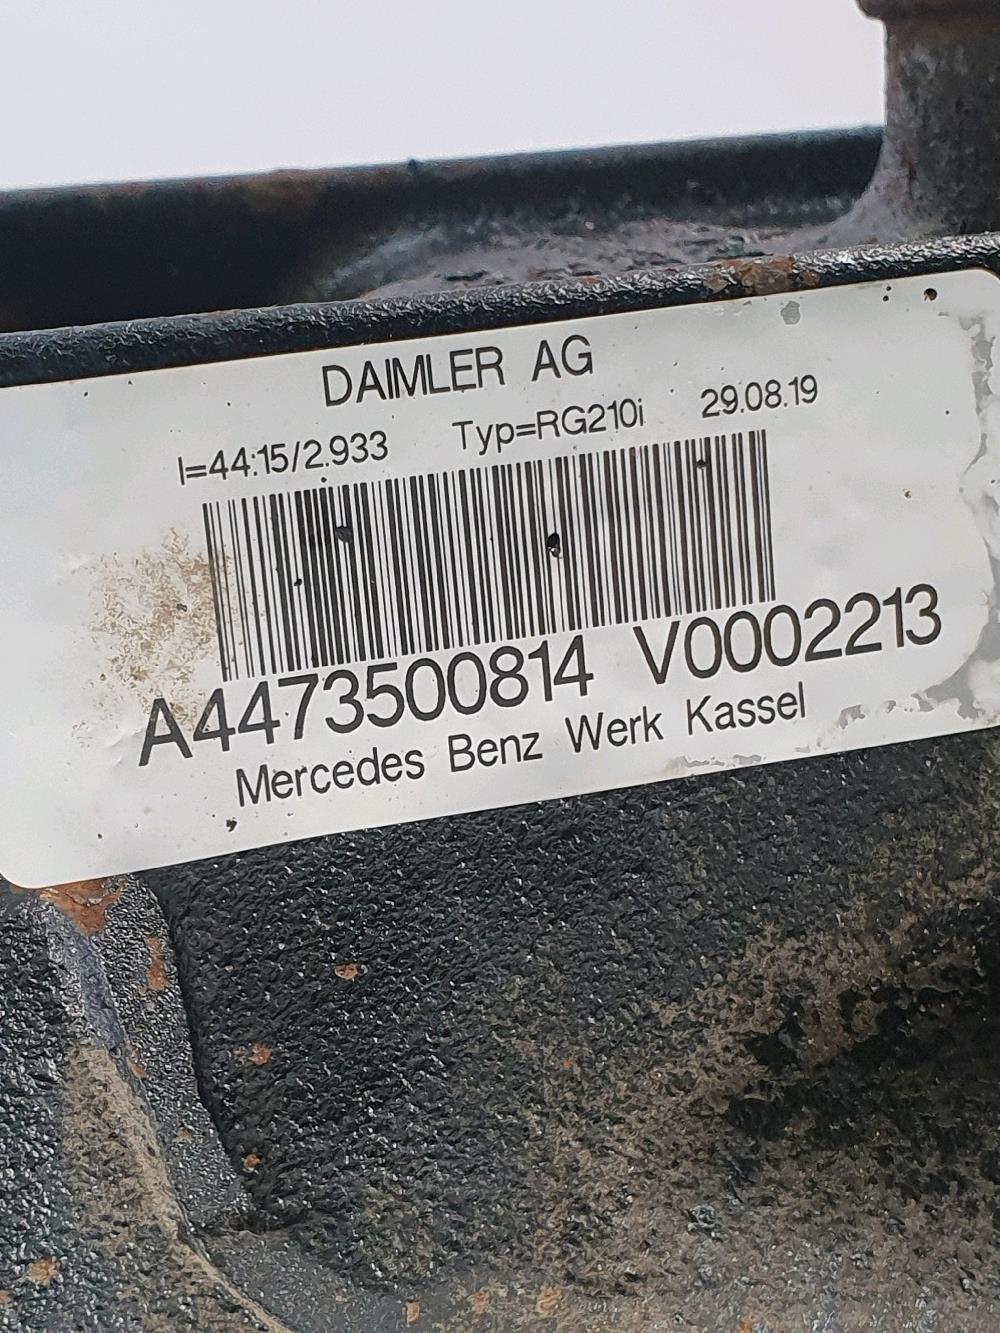 DAIMLER AG
I=44:15/2.933 Typ=RG210i 29.08.19
A4473500814 V0002213
Mercedes Benz Werk Kassel